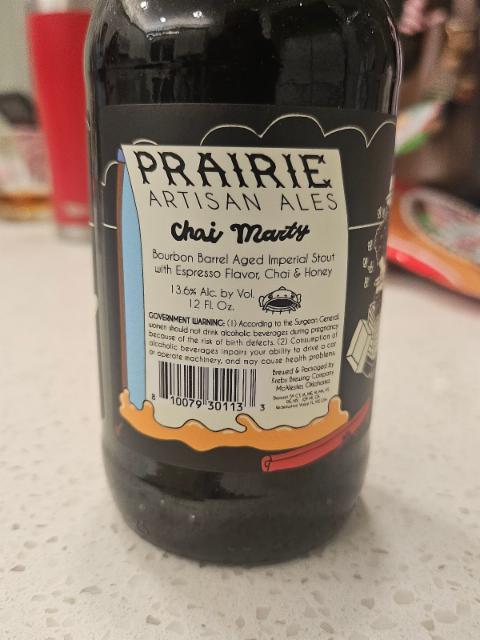 PRAIRIE
ARTISAN ALES
Chai Marty
Bourbon Barrel Aged Imperial Stout
with Espresso Flavor, Chai & Honey
13.6% Alc. by Vol.
12 Fl. Oz.
GOVERNMENT WARNING: (1) According to the Surgeon General,
women should not drink alcoholic beverages during pregnancy
because of the risk of birth defects. (2) Consumption of
alcoholic beverages impairs your ability to drive a car
or operate machinery, and may cause health problems.
Brewed & Packaged by
Krebs Brewing Company
McAlester, Oklahoma
8 10079 30113 3